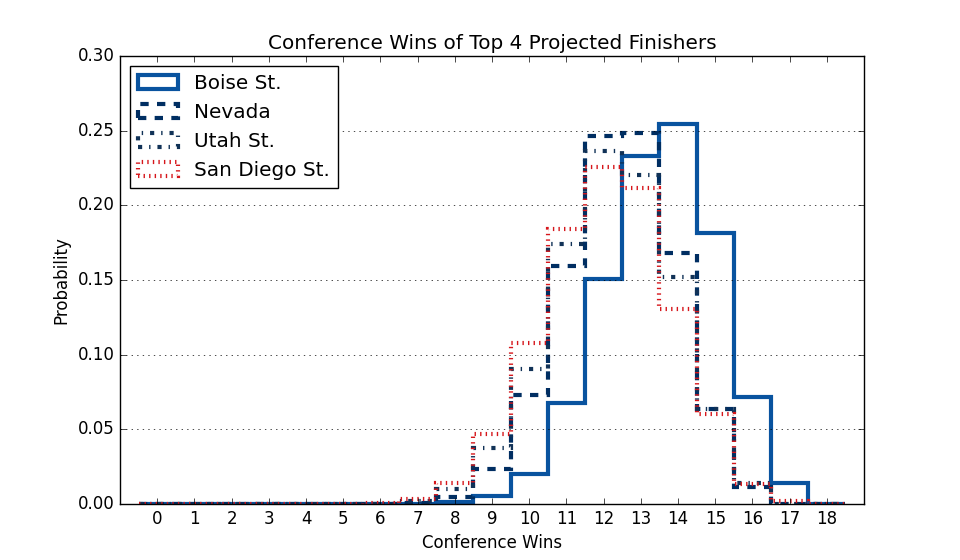 Conference Wins of Top 4 Projected Finishers
Boise St.
Nevada
Utah St.
San Diego St.
Probability
0.30
0.25
0.20
0.15
0.10
0.05
0.00
0 1 2 3 4 5 6 7 8 9 10 11 12 13 14 15 16 17 18
Conference Wins